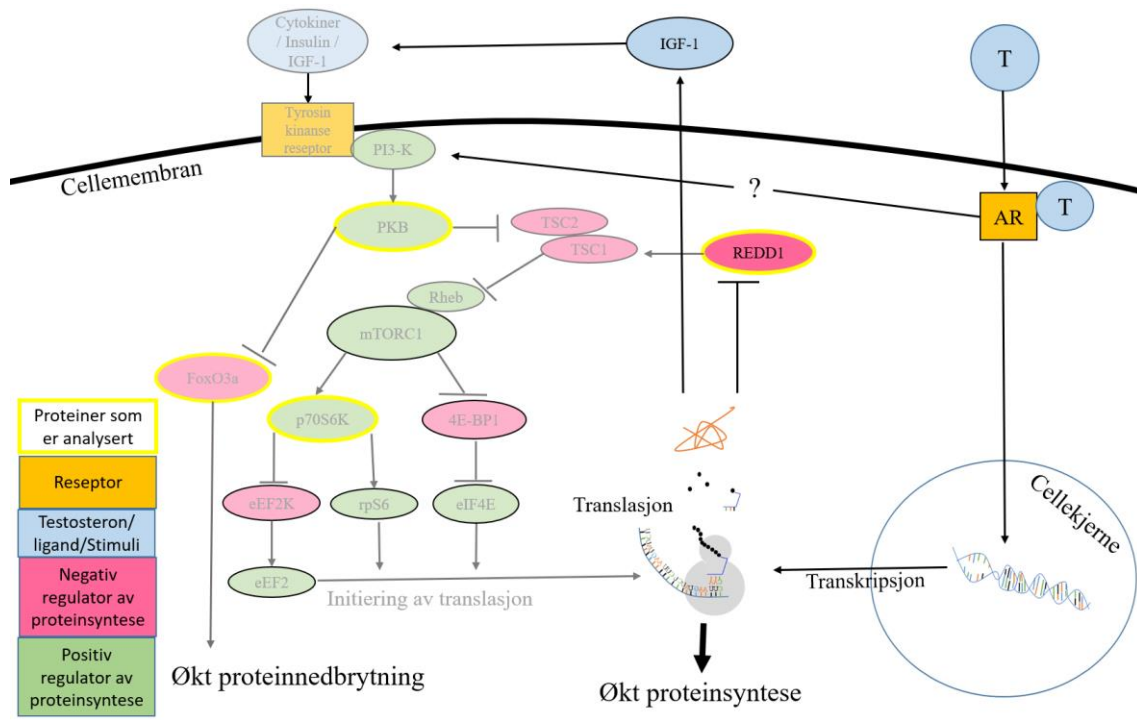 Cytokiner
/ Insulin /
IGF-1
IGF-1
T
Tyrosin
kinanse
reseptor
PI3-K
Cellemembran
?
AR
T
PKB
TSC2
TSC1
REDD1
Rheb
mTORC1
FoxO3a
p70S6K
4E-BP1
eEF2K
rpS6
eIF4E
eEF2
Initiering av translasjon
Translasjon
Transkripsjon
Cellekjerne
Proteiner som
er analysert
Reseptor
Testosteron/
ligand/Stimuli
Negativ
regulator av
proteinsyntese
Positiv
regulator av
proteinsyntese
Økt proteinnedbrytning
Økt proteinsyntese